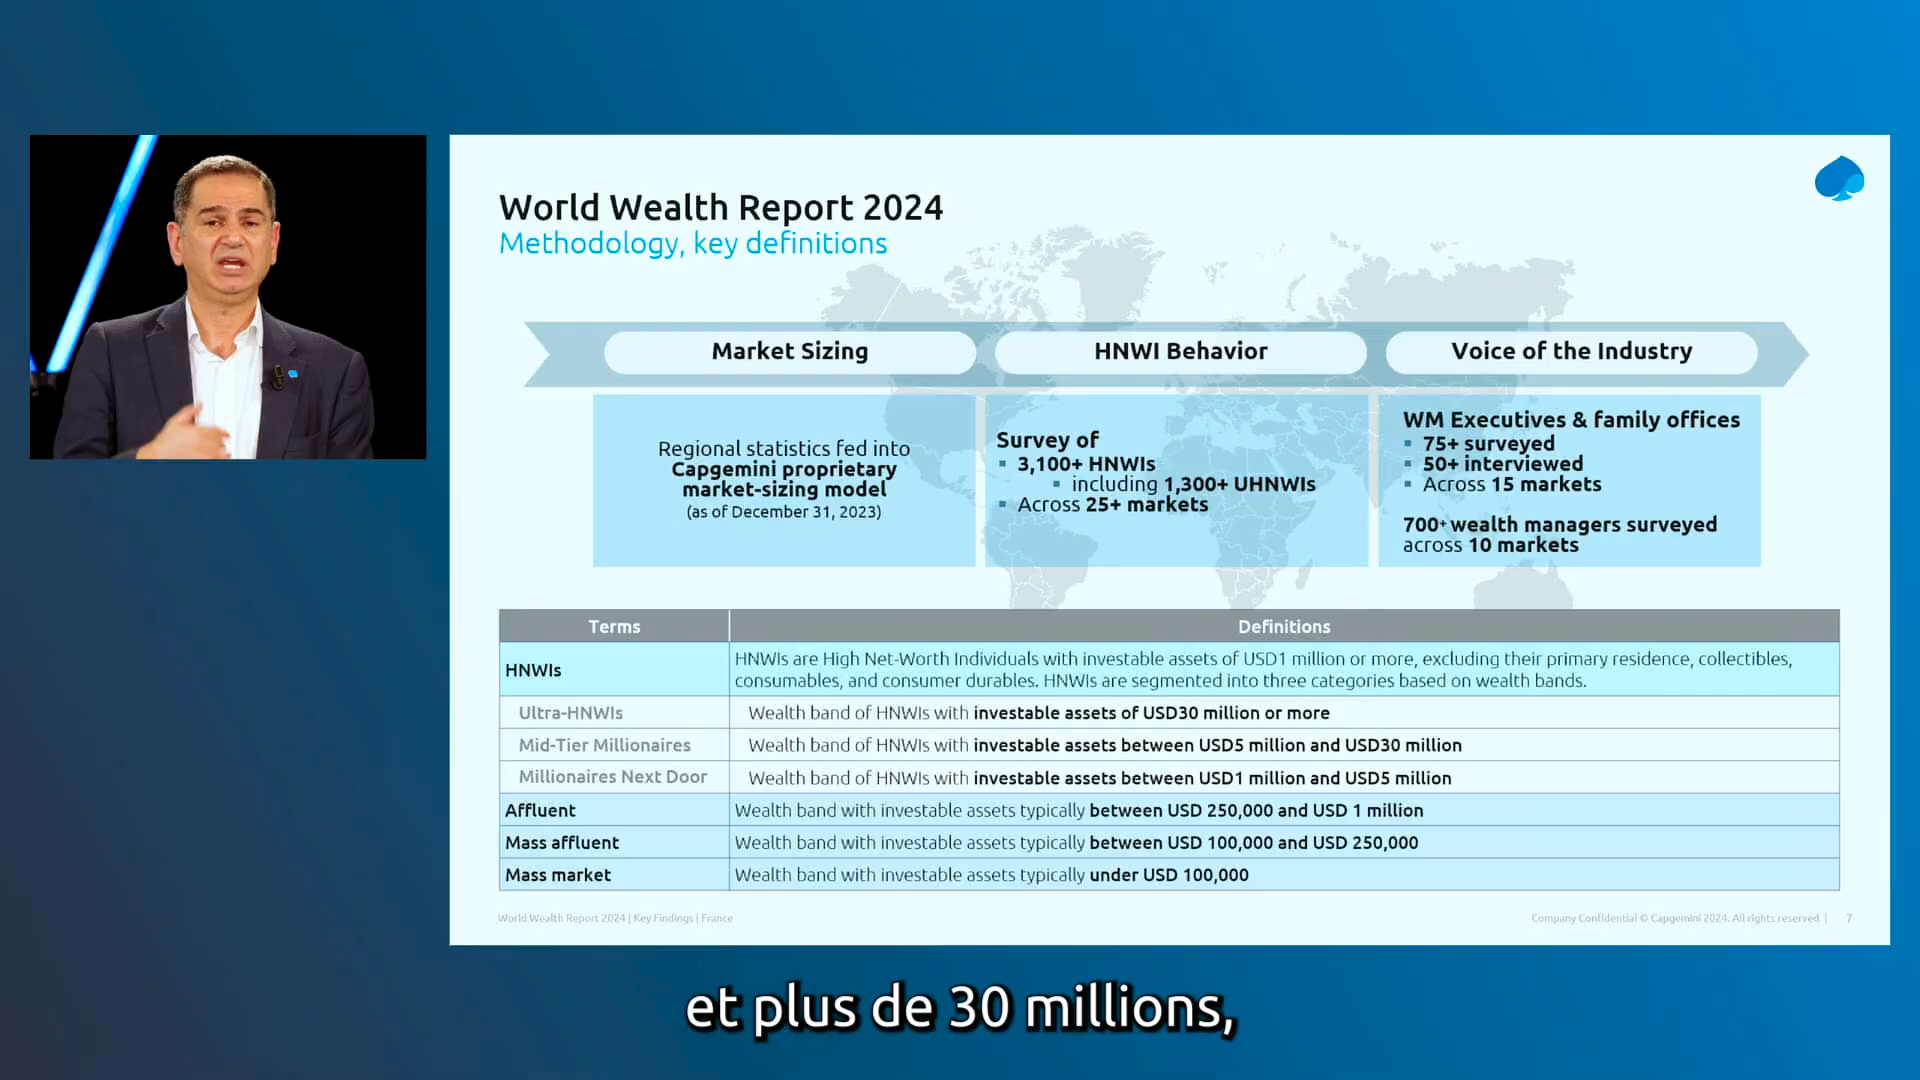 World Wealth Report 2024
Methodology, key definitions
Market Sizing
HNWI Behavior
Voice of the Industry
Regional statistics fed into
Capgemini proprietary
market-sizing model
(as of December 31, 2023)
Survey of
▪ 3,100+ HNWIs
▪ including 1,300+ UHNWIs
▪ Across 25+ markets
WM Executives & family offices
▪ 75+ surveyed
▪ 50+ interviewed
▪ Across 15 markets
700+ wealth managers surveyed
across 10 markets
Terms
Definitions
HNWIs
HNWIs are High Net-Worth Individuals with investable assets of USD1 million or more, excluding their primary residence, collectibles,
consumables, and consumer durables. HNWIs are segmented into three categories based on wealth bands.
Ultra-HNWIs
Wealth band of HNWIs with investable assets of USD30 million or more
Mid-Tier Millionaires
Wealth band of HNWIs with investable assets between USD5 million and USD30 million
Millionaires Next Door
Wealth band of HNWIs with investable assets between USD1 million and USD5 million
Affluent
Wealth band with investable assets typically between USD 250,000 and USD 1 million
Mass affluent
Wealth band with investable assets typically between USD 100,000 and USD 250,000
Mass market
Wealth band with investable assets typically under USD 100,000
World Wealth Report 2024 | Key Findings | France
Company Confidential © Capgemini 2024. All rights reserved | 7
et plus de 30 millions,